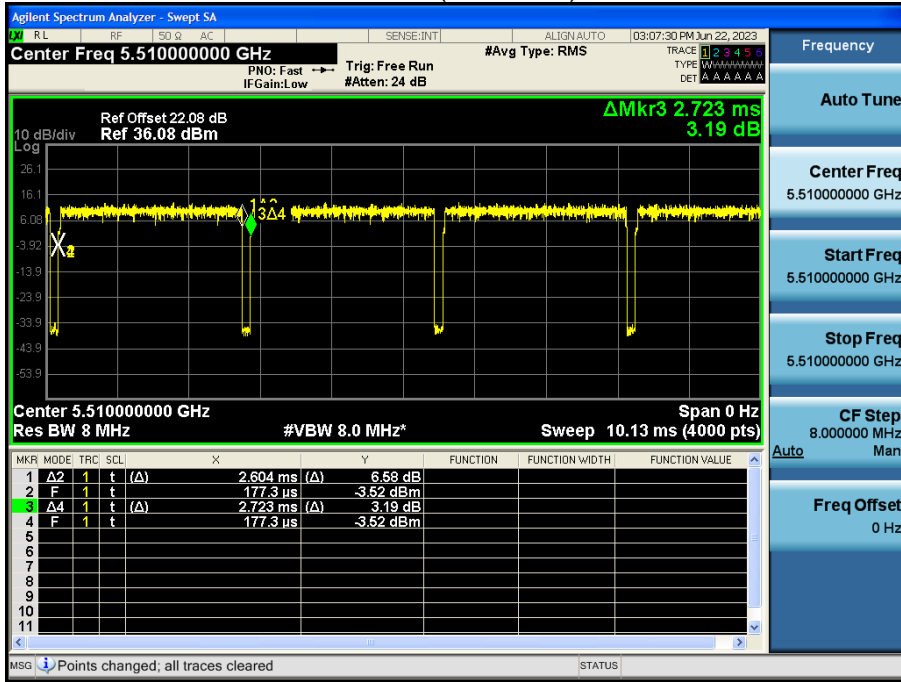 Agilent Spectrum Analyzer - Swept SA
LXI RL RF 50 Ω AC SENSE:INT ALIGN AUTO 03:07:30 PM Jun 22, 2023
Center Freq 5.510000000 GHz #Avg Type: RMS TRACE 1 2 3 4 5 6
PNO: Fast Trig: Free Run TYPE WWWWWW
IFGain:Low #Atten: 24 dB DET A A A A A A
Frequency
Auto Tune
Center Freq
5.510000000 GHz
Start Freq
5.510000000 GHz
Stop Freq
5.510000000 GHz
CF Step
8.000000 MHz
Auto Man
Freq Offset
0 Hz
ΔMkr3 2.723 ms
3.19 dB
Ref Offset 22.08 dB
10 dB/div Ref 36.08 dBm
Log
26.1
16.1
6.08
-3.92
-13.9
-23.9
-33.9
-43.9
-53.9
3Δ4
X
Center 5.510000000 GHz Span 0 Hz
Res BW 8 MHz #VBW 8.0 MHz* Sweep 10.13 ms (4000 pts)
MKR MODE TRC SCL X Y FUNCTION FUNCTION WIDTH FUNCTION VALUE
1 Δ2 1 t (Δ) 2.604 ms (Δ) 6.58 dB
2 F 1 t 177.3 µs -3.52 dBm
3 Δ4 1 t (Δ) 2.723 ms (Δ) 3.19 dB
4 F 1 t 177.3 µs -3.52 dBm
5
6
7
8
9
10
11
MSG Points changed; all traces cleared STATUS